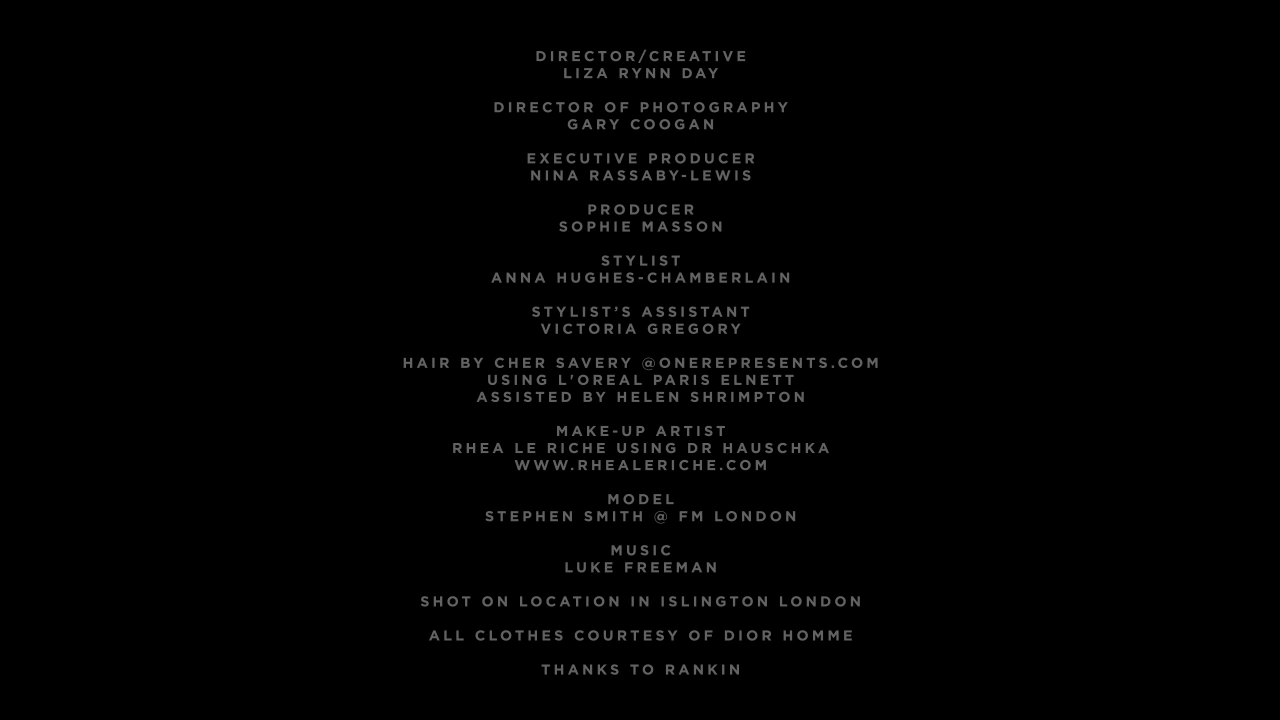 DIRECTOR/CREATIVE
LIZA RYNN DAY
DIRECTOR OF PHOTOGRAPHY
GARY COOGAN
EXECUTIVE PRODUCER
NINA RASSABY-LEWIS
PRODUCER
SOPHIE MASSON
STYLIST
ANNA HUGHES-CHAMBERLAIN
STYLIST’S ASSISTANT
VICTORIA GREGORY
HAIR BY CHER SAVERY @ONEREPRESENTS.COM
USING L'OREAL PARIS ELNETT
ASSISTED BY HELEN SHRIMPTON
MAKE-UP ARTIST
RHEA LE RICHE USING DR HAUSCHKA
WWW.RHEALERICHE.COM
MODEL
STEPHEN SMITH @ FM LONDON
MUSIC
LUKE FREEMAN
SHOT ON LOCATION IN ISLINGTON LONDON
ALL CLOTHES COURTESY OF DIOR HOMME
THANKS TO RANKIN